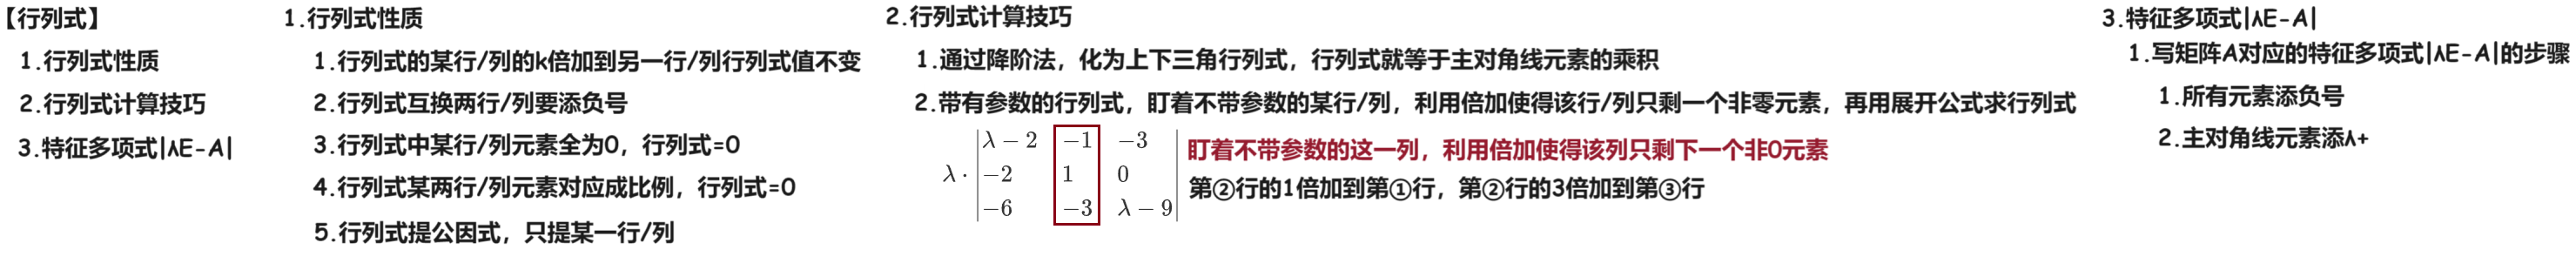 【行列式】
1.行列式性质
2.行列式计算技巧
3.特征多项式|λE-A|
1.行列式性质
1.行列式的某行/列的k倍加到另一行/列行列式值不变
2.行列式互换两行/列要添负号
3.行列式中某行/列元素全为0，行列式=0
4.行列式某两行/列元素对应成比例，行列式=0
5.行列式提公因式，只提某一行/列
2.行列式计算技巧
1.通过降阶法，化为上下三角行列式，行列式就等于主对角线元素的乘积
2.带有参数的行列式，盯着不带参数的某行/列，利用倍加使得该行/列只剩一个非零元素，再用展开公式求行列式
λ - 2 -1 -3
λ · -2 1 0
-6 -3 λ - 9
盯着不带参数的这一列，利用倍加使得该列只剩下一个非0元素
第②行的1倍加到第①行，第②行的3倍加到第③行
3.特征多项式|λE-A|
1.写矩阵A对应的特征多项式|λE-A|的步骤
1.所有元素添负号
2.主对角线元素添λ+